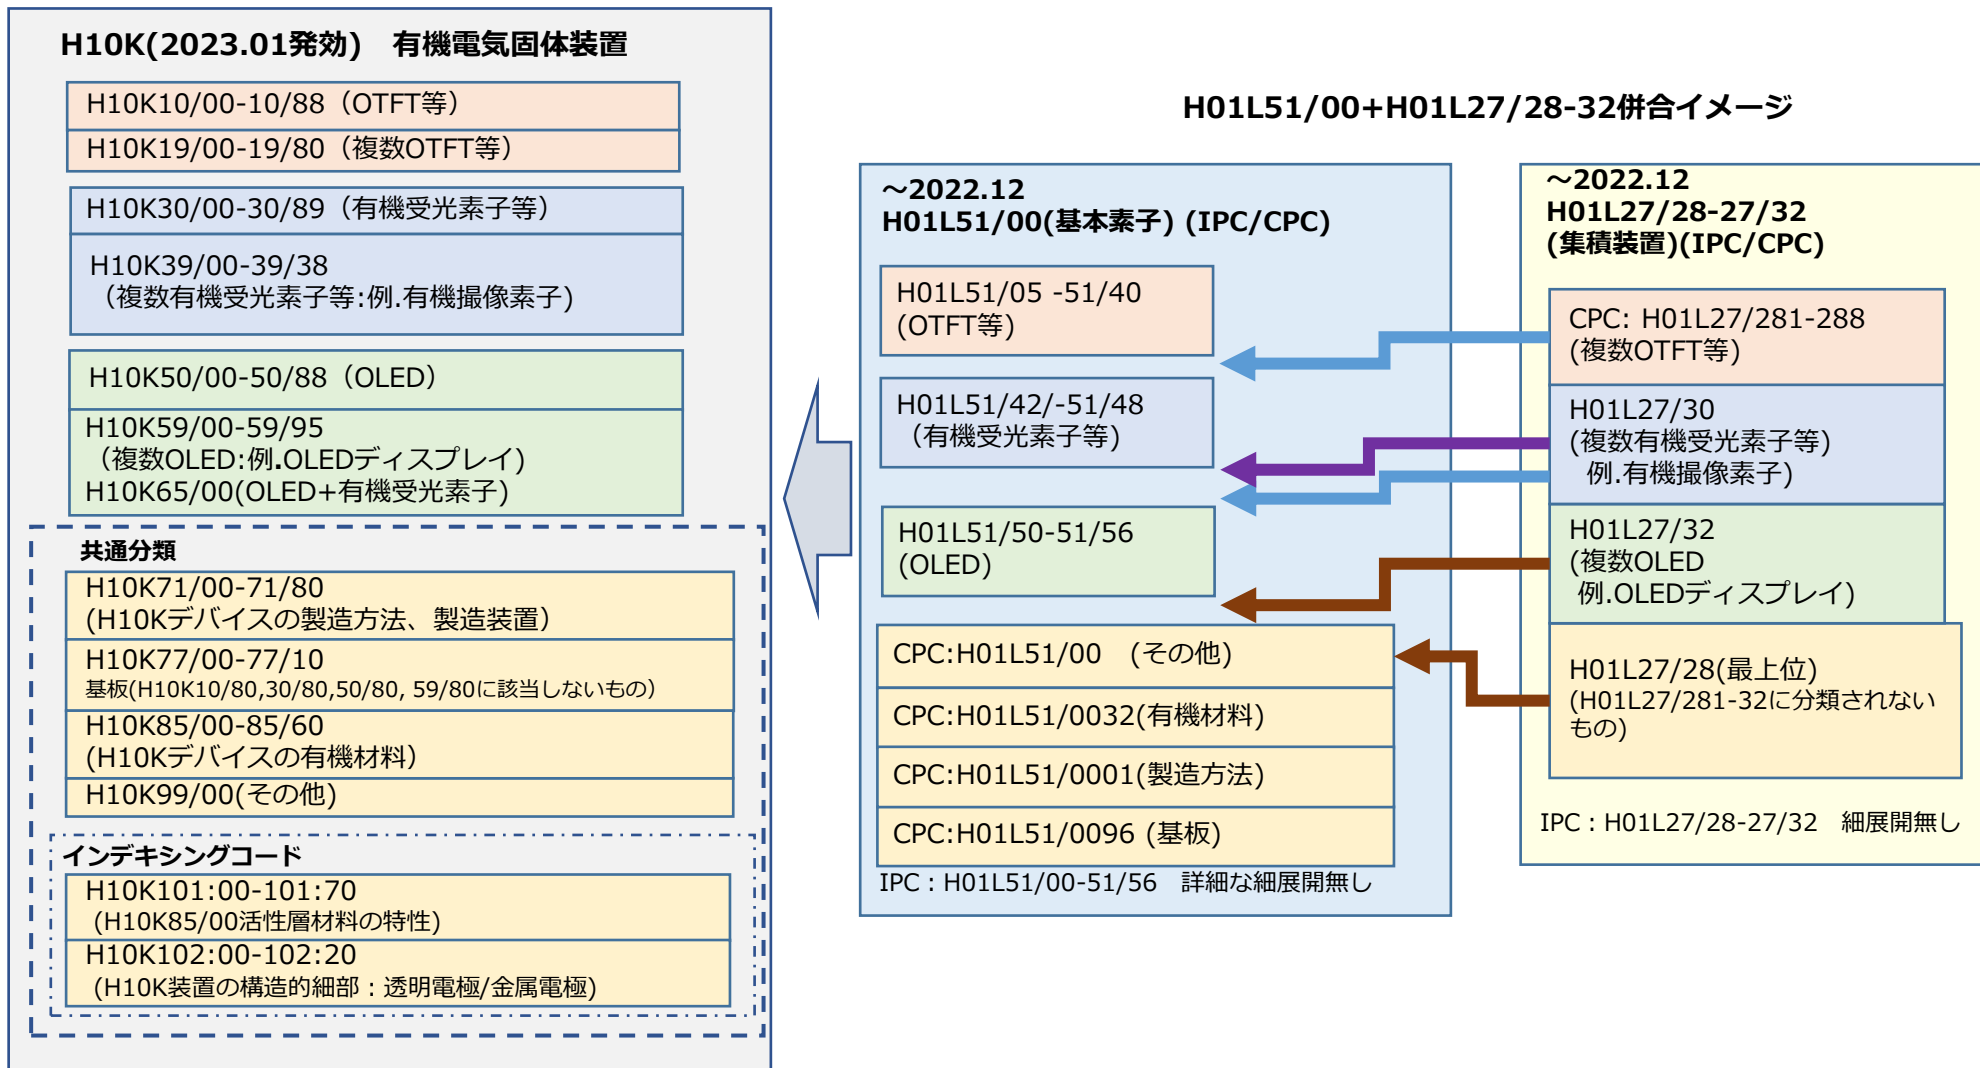 H10K(2023.01発効)　有機電気固体装置
H10K10/00-10/88（OTFT等）
H10K19/00-19/80（複数OTFT等）
H10K30/00-30/89（有機受光素子等）
H10K39/00-39/38
（複数有機受光素子等:例.有機撮像素子)
H10K50/00-50/88（OLED）
H10K59/00-59/95
（複数OLED:例.OLEDディスプレイ)
H10K65/00(OLED+有機受光素子)
共通分類
H10K71/00-71/80
(H10Kデバイスの製造方法、製造装置）
H10K77/00-77/10
基板(H10K10/80,30/80,50/80, 59/80に該当しないもの）
H10K85/00-85/60
(H10Kデバイスの有機材料）
H10K99/00(その他)
インデキシングコード
H10K101:00-101:70
(H10K85/00活性層材料の特性)
H10K102:00-102:20
(H10K装置の構造的細部：透明電極/金属電極)
H01L51/00+H01L27/28-32併合イメージ
～2022.12
H01L51/00(基本素子) (IPC/CPC)
H01L51/05 -51/40
(OTFT等)
H01L51/42/-51/48
（有機受光素子等)
H01L51/50-51/56
(OLED)
CPC:H01L51/00　(その他)
CPC:H01L51/0032(有機材料)
CPC:H01L51/0001(製造方法)
CPC:H01L51/0096 (基板)
IPC：H01L51/00-51/56　詳細な細展開無し
～2022.12
H01L27/28-27/32
(集積装置)(IPC/CPC)
CPC: H01L27/281-288
(複数OTFT等)
H01L27/30
(複数有機受光素子等)
例.有機撮像素子)
H01L27/32
(複数OLED
例.OLEDディスプレイ)
H01L27/28(最上位)
(H01L27/281-32に分類されない
もの)
IPC：H01L27/28-27/32　細展開無し